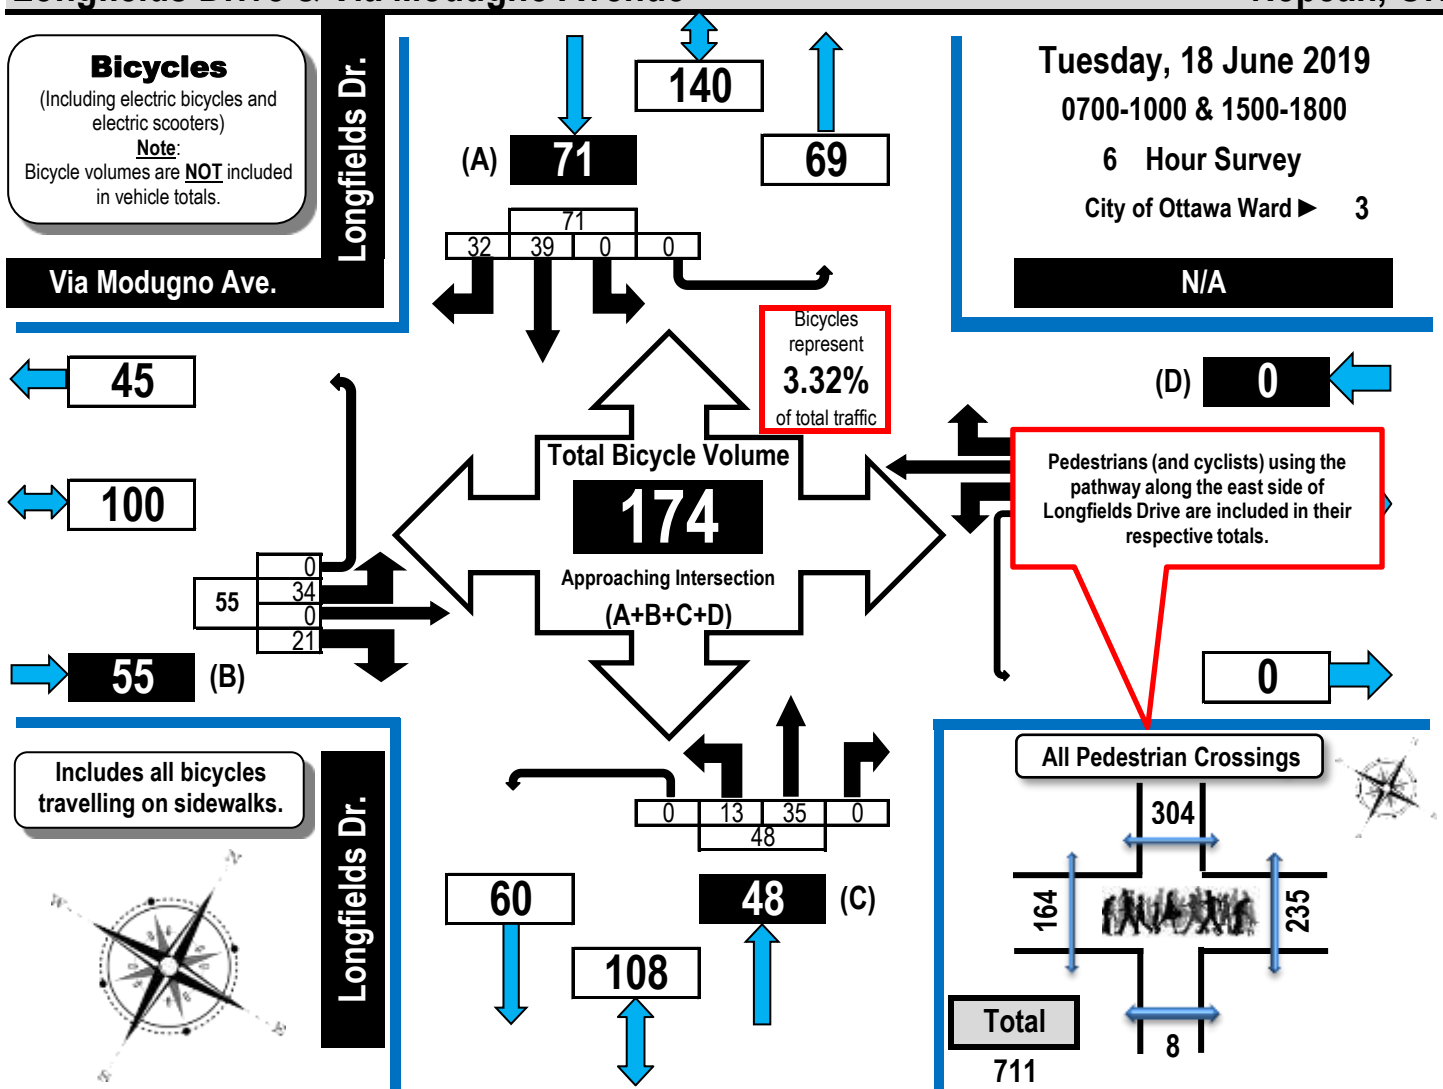 Bicycles
(Including electric bicycles and
electric scooters)
Note:
Bicycle volumes are NOT included
in vehicle totals.
Longfields Dr.
Via Modugno Ave.
140
(A) 71
69
71
32 39 0 0
Tuesday, 18 June 2019
0700-1000 & 1500-1800
6 Hour Survey
City of Ottawa Ward ► 3
N/A
Bicycles
represent
3.32%
of total traffic
45
100
0
34
0
21
55
55 (B)
Total Bicycle Volume
174
Approaching Intersection
(A+B+C+D)
(D) 0
Pedestrians (and cyclists) using the
pathway along the east side of
Longfields Drive are included in their
respective totals.
0
Includes all bicycles
travelling on sidewalks.
Longfields Dr.
N
W
E
S
0 13 35 0
48
60
48 (C)
108
All Pedestrian Crossings
304
164
235
8
Total
711